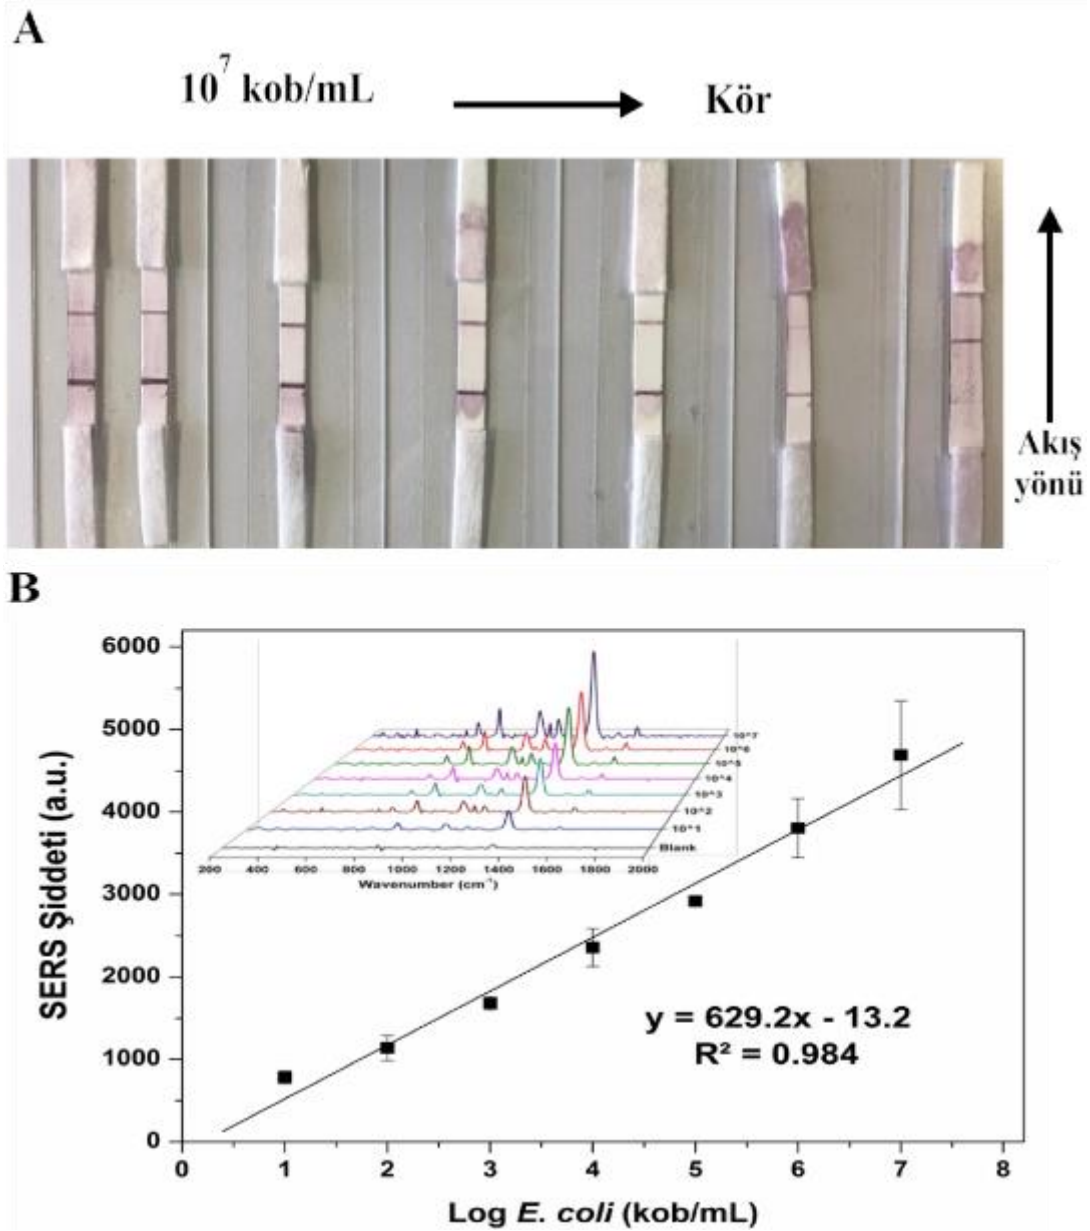 A
10⁷ kob/mL
Kör
Akış
yönü
B
6000
5000
4000
3000
2000
1000
0
SERS Şiddeti (a.u.)
10^7
10^6
10^5
10^4
10^3
10^2
10^1
Blank
200 400 600 800 1000 1200 1400 1600 1800 2000
Wavenumber (cm⁻¹)
y = 629.2x - 13.2
R² = 0.984
0 1 2 3 4 5 6 7 8
Log E. coli (kob/mL)